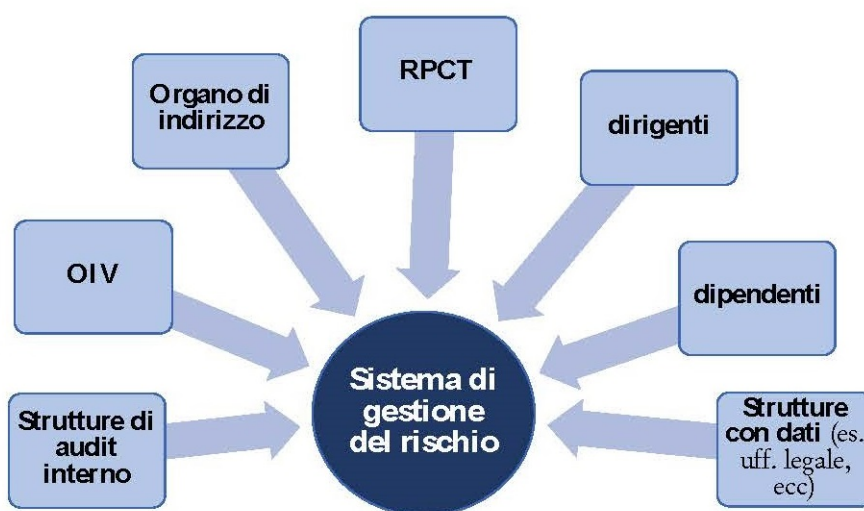 RPCT
Organo di
indirizzo
dirigenti
OIV
dipendenti
Strutture di
audit
interno
Sistema di
gestione
del rischio
Strutture
con dati (es.
uff. legale,
ecc)